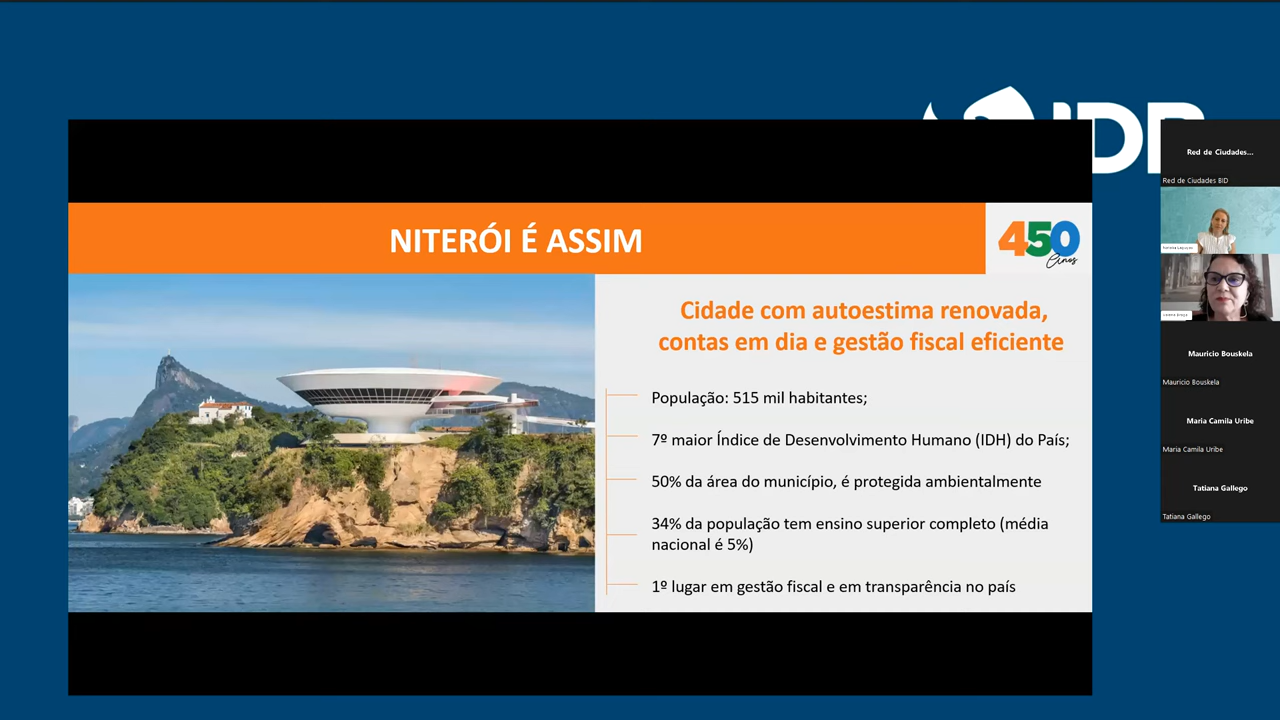 IDB
NITERÓI É ASSIM
450
Anos
Cidade com autoestima renovada,
contas em dia e gestão fiscal eficiente
População: 515 mil habitantes;
7º maior Índice de Desenvolvimento Humano (IDH) do País;
50% da área do município, é protegida ambientalmente
34% da população tem ensino superior completo (média
nacional é 5%)
1º lugar em gestão fiscal e em transparência no país
Red de Ciudades...
Red de Ciudades BID
Mauricio Bouskela
Mauricio Bouskela
Maria Camila Uribe
Maria Camila Uribe
Tatiana Gallego
Tatiana Gallego